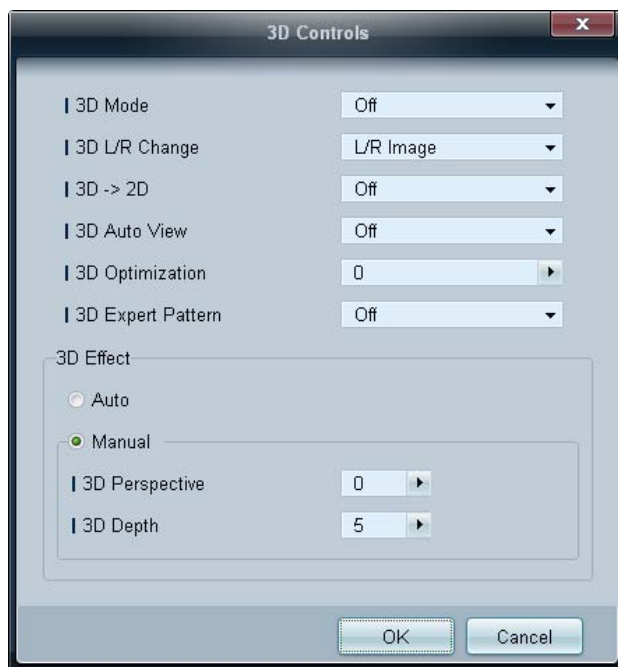 3D Controls
3D Mode Off
3D L/R Change L/R Image
3D -> 2D Off
3D Auto View Off
3D Optimization 0
3D Expert Pattern Off
3D Effect
Auto
Manual
3D Perspective 0
3D Depth 5
OK Cancel